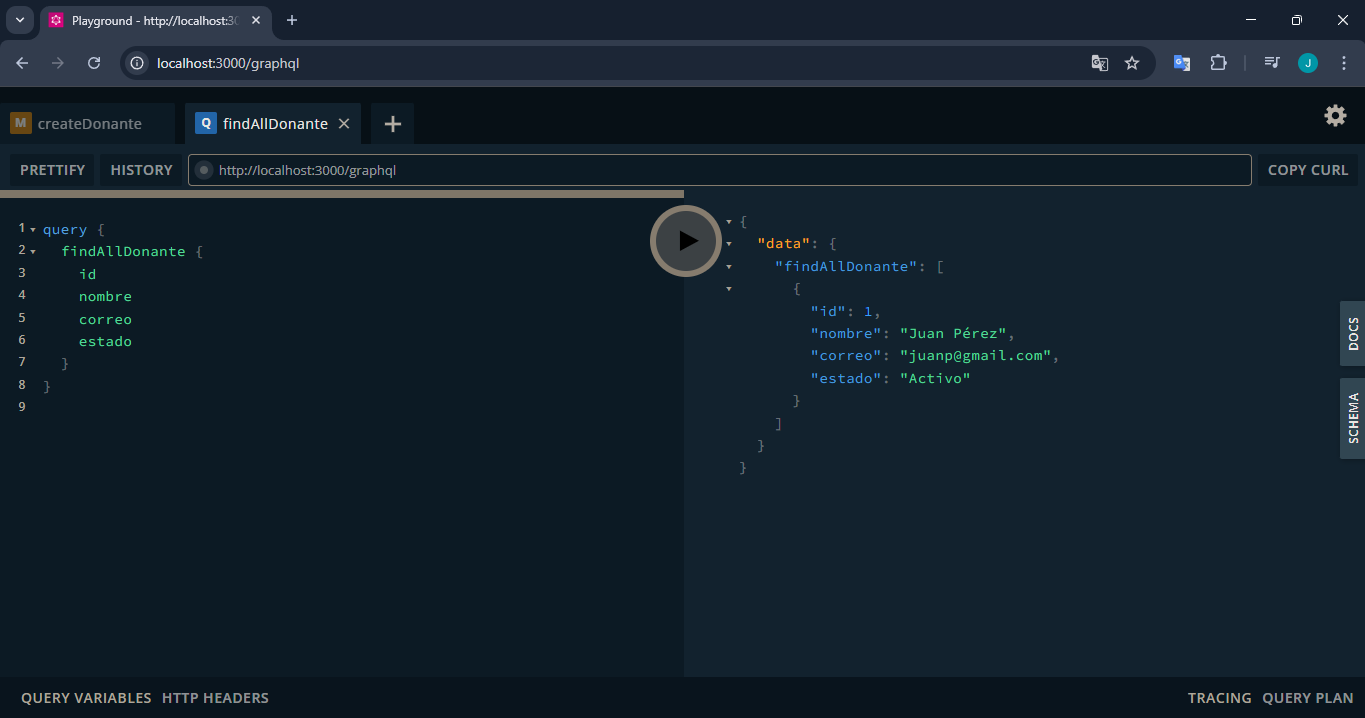 Playground - http://localhost:3
localhost:3000/graphql
J
M createDonante
Q findAllDonante
PRETTIFY HISTORY http://localhost:3000/graphql COPY CURL
1 query {
2 findAllDonante {
3 id
4 nombre
5 correo
6 estado
7 }
8 }
9
{
"data": {
"findAllDonante": [
{
"id": 1,
"nombre": "Juan Pérez",
"correo": "juanp@gmail.com",
"estado": "Activo"
}
]
}
}
DOCS
SCHEMA
QUERY VARIABLES HTTP HEADERS TRACING QUERY PLAN